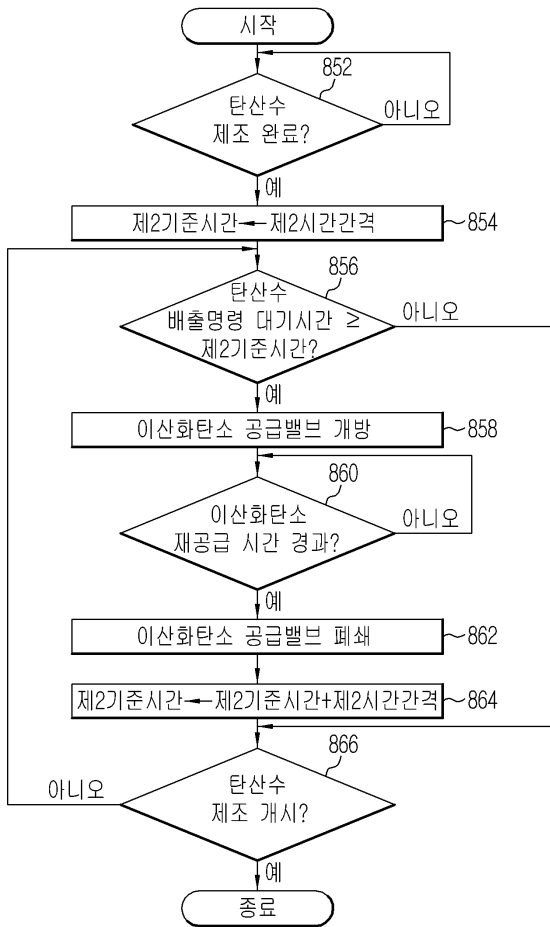 시작
852
탄산수
제조 완료?
아니오
예
제2기준시간←제2시간간격
854
856
탄산수
배출명령 대기시간 ≥
제2기준시간?
아니오
예
이산화탄소 공급밸브 개방
858
860
이산화탄소
재공급 시간 경과?
아니오
예
이산화탄소 공급밸브 폐쇄
862
제2기준시간←제2기준시간+제2시간간격
864
866
탄산수
제조 개시?
아니오
예
종료